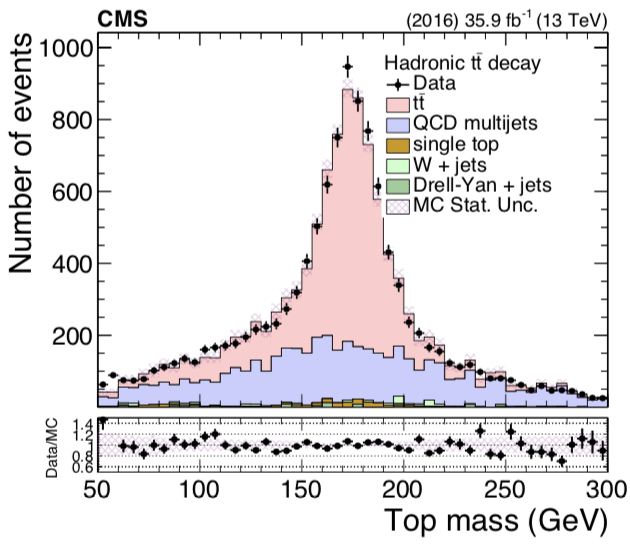 CMS (2016) 35.9 fb⁻¹ (13 TeV)
Number of events
1000
800
600
400
200
Hadronic tt̄ decay
Data
tt̄
QCD multijets
single top
W + jets
Drell-Yan + jets
MC Stat. Unc.
Data/MC
1.4
1.2
1
0.8
0.6
50 100 150 200 250 300
Top mass (GeV)